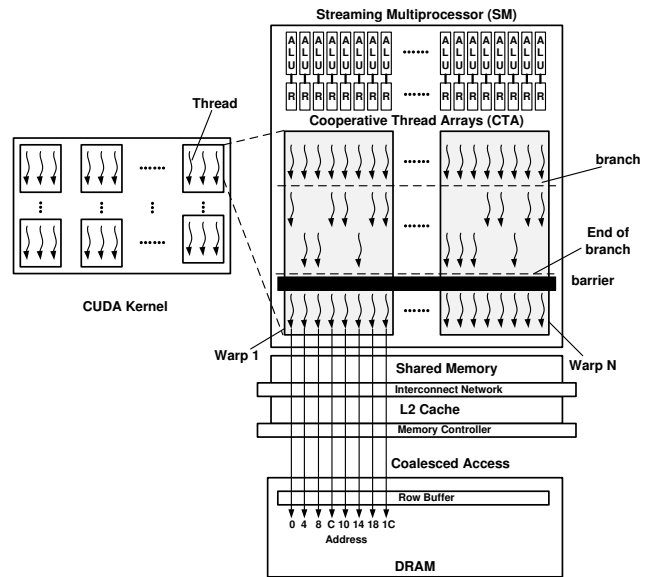 Streaming Multiprocessor (SM)
A L U A L U A L U A L U A L U A L U A L U A L U ...... A L U A L U A L U A L U A L U A L U A L U A L U
R R R R R R R R ...... R R R R R R R R
Cooperative Thread Arrays (CTA)
Thread
branch
End of
branch
barrier
CUDA Kernel
Warp 1
Warp N
Shared Memory
Interconnect Network
L2 Cache
Memory Controller
Coalesced Access
Row Buffer
0 4 8 C 10 14 18 1C
Address
DRAM